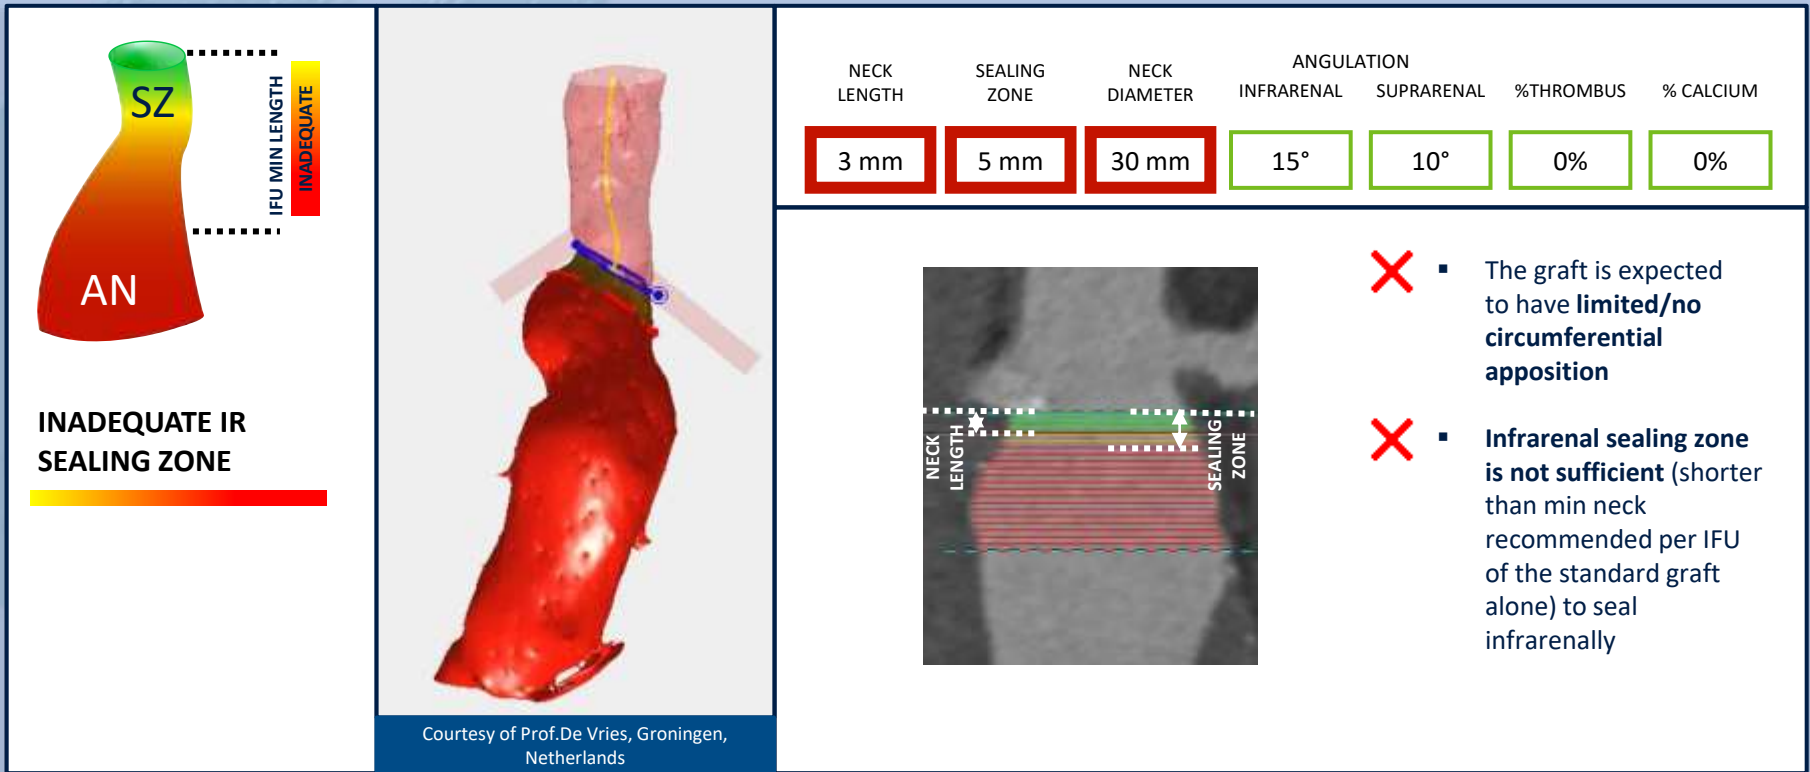 SZ
AN
IFU MIN LENGTH
INADEQUATE
INADEQUATE IR
SEALING ZONE
Courtesy of Prof.De Vries, Groningen,
Netherlands
NECK
LENGTH
SEALING
ZONE
NECK
DIAMETER
ANGULATION
INFRARENAL
SUPRARENAL
%THROMBUS
% CALCIUM
3 mm
5 mm
30 mm
15°
10°
0%
0%
NECK
LENGTH
SEALING
ZONE
▪ The graft is expected
to have limited/no
circumferential
apposition
▪ Infrarenal sealing zone
is not sufficient (shorter
than min neck
recommended per IFU
of the standard graft
alone) to seal
infrarenally